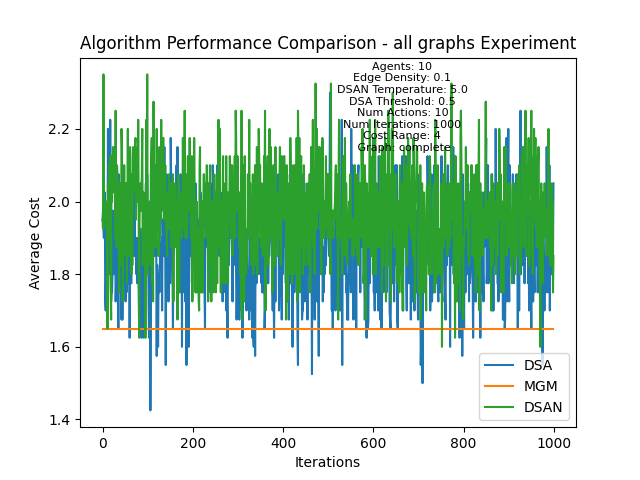 Algorithm Performance Comparison - all graphs Experiment
Agents: 10
Edge Density: 0.1
DSAN Temperature: 5.0
DSA Threshold: 0.5
Num Actions: 10
Num Iterations: 1000
Cost Range: 4
Graph: complete
Average Cost
2.2
2.0
1.8
1.6
1.4
DSA
MGM
DSAN
0
200
400
600
800
1000
Iterations